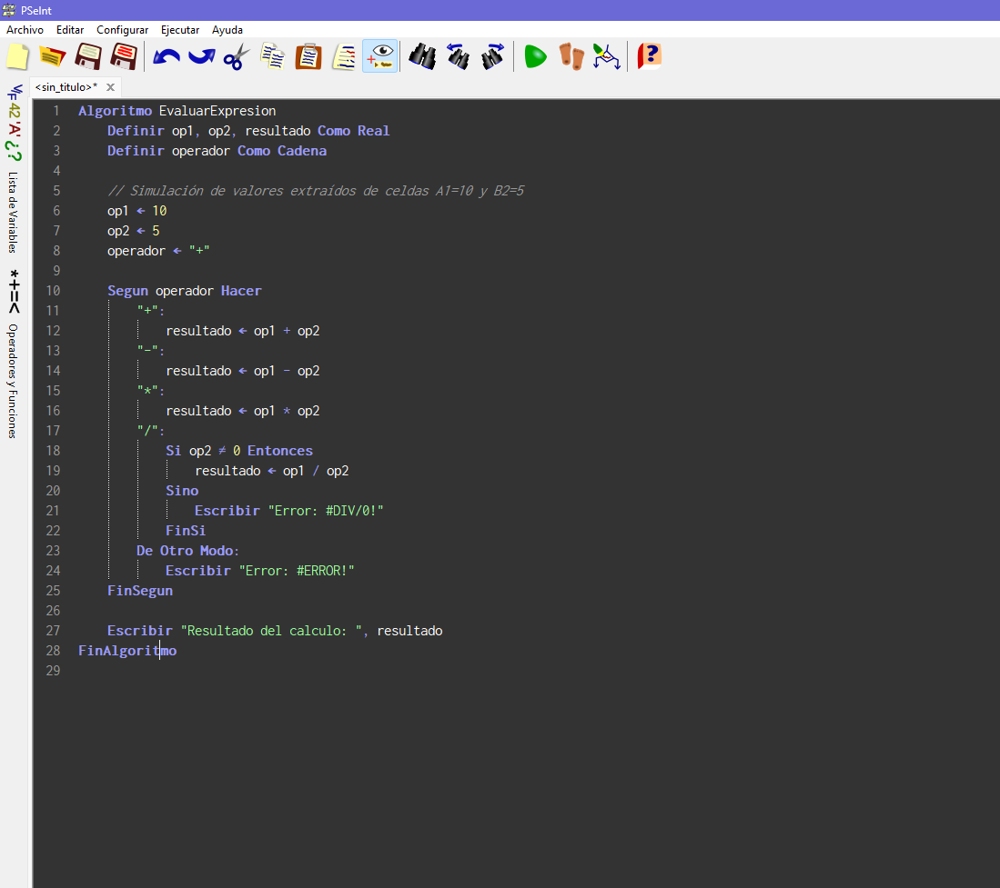 PSeInt
Archivo Editar Configurar Ejecutar Ayuda
<sin_titulo>*
Lista de Variables
*+=<
Operadores y Funciones
1 Algoritmo EvaluarExpresion
2 Definir op1, op2, resultado Como Real
3 Definir operador Como Cadena
4
5 // Simulación de valores extraídos de celdas A1=10 y B2=5
6 op1 ← 10
7 op2 ← 5
8 operador ← "+"
9
10 Segun operador Hacer
11 "+":
12 resultado ← op1 + op2
13 "-":
14 resultado ← op1 - op2
15 "*":
16 resultado ← op1 * op2
17 "/":
18 Si op2 ≠ 0 Entonces
19 resultado ← op1 / op2
20 Sino
21 Escribir "Error: #DIV/0!"
22 FinSi
23 De Otro Modo:
24 Escribir "Error: #ERROR!"
25 FinSegun
26
27 Escribir "Resultado del calculo: ", resultado
28 FinAlgoritmo
29